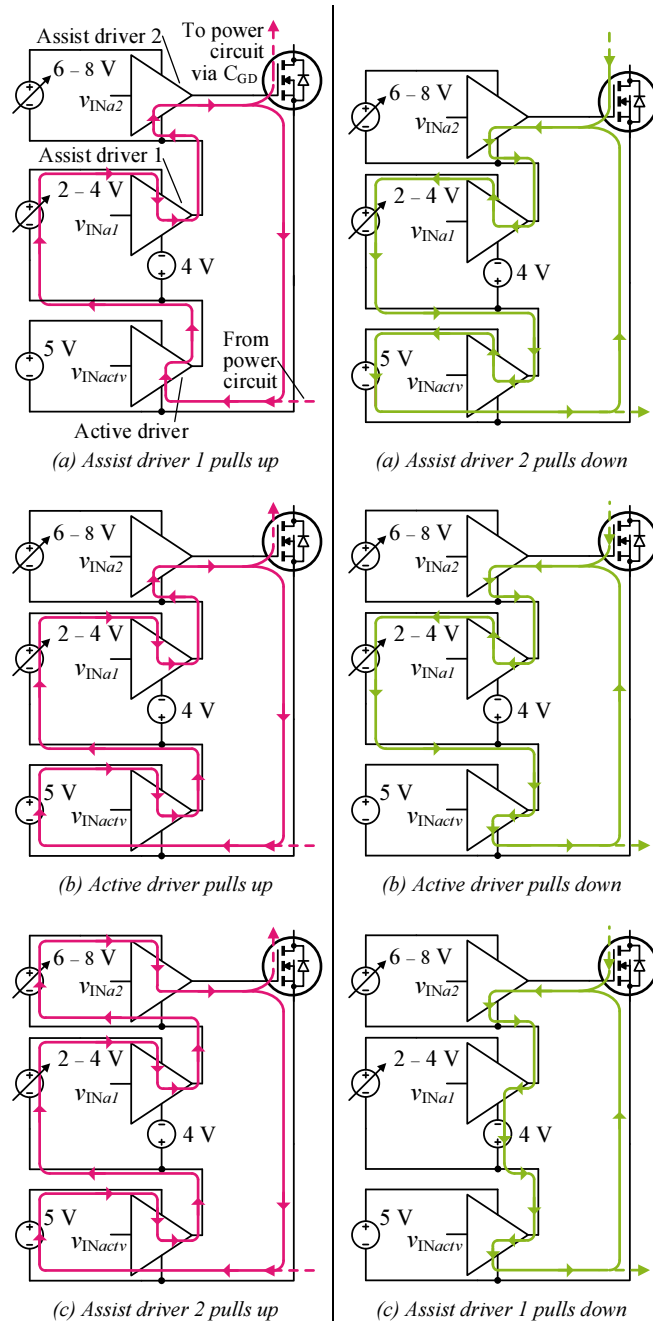 Assist driver 2
To power
circuit
via C_GD
6 – 8 V
v_INa2
Assist driver 1
2 – 4 V
v_INa1
4 V
From
power
circuit
5 V
v_INactv
Active driver
(a) Assist driver 1 pulls up
6 – 8 V
v_INa2
2 – 4 V
v_INa1
4 V
5 V
v_INactv
(a) Assist driver 2 pulls down
6 – 8 V
v_INa2
2 – 4 V
v_INa1
4 V
5 V
v_INactv
(b) Active driver pulls up
6 – 8 V
v_INa2
2 – 4 V
v_INa1
4 V
5 V
v_INactv
(b) Active driver pulls down
6 – 8 V
v_INa2
2 – 4 V
v_INa1
4 V
5 V
v_INactv
(c) Assist driver 2 pulls up
6 – 8 V
v_INa2
2 – 4 V
v_INa1
4 V
5 V
v_INactv
(c) Assist driver 1 pulls down